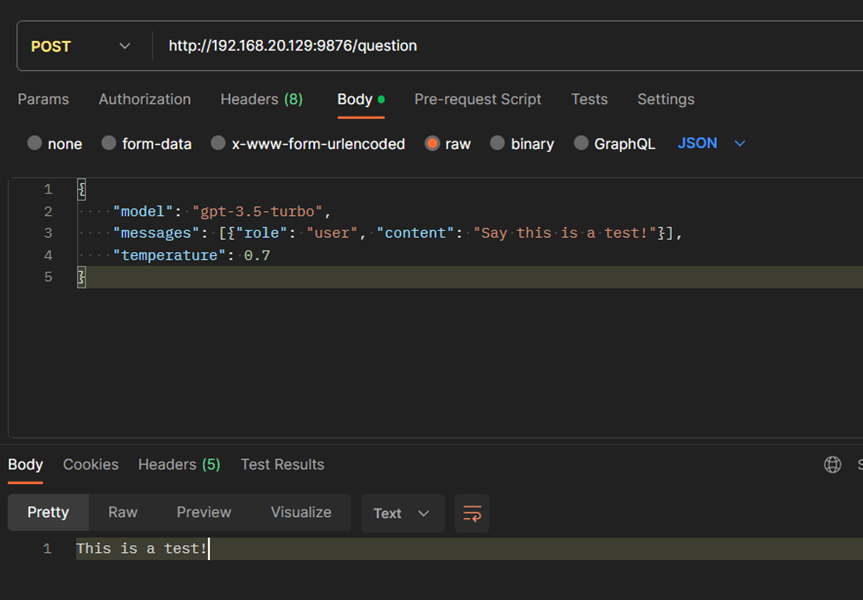 POST http://192.168.20.129:9876/question
Params Authorization Headers (8) Body Pre-request Script Tests Settings
none form-data x-www-form-urlencoded raw binary GraphQL JSON
1 {
2 "model": "gpt-3.5-turbo",
3 "messages": [{"role": "user", "content": "Say this is a test!"}],
4 "temperature": 0.7
5 }
Body Cookies Headers (5) Test Results S
Pretty Raw Preview Visualize Text
1 This is a test!